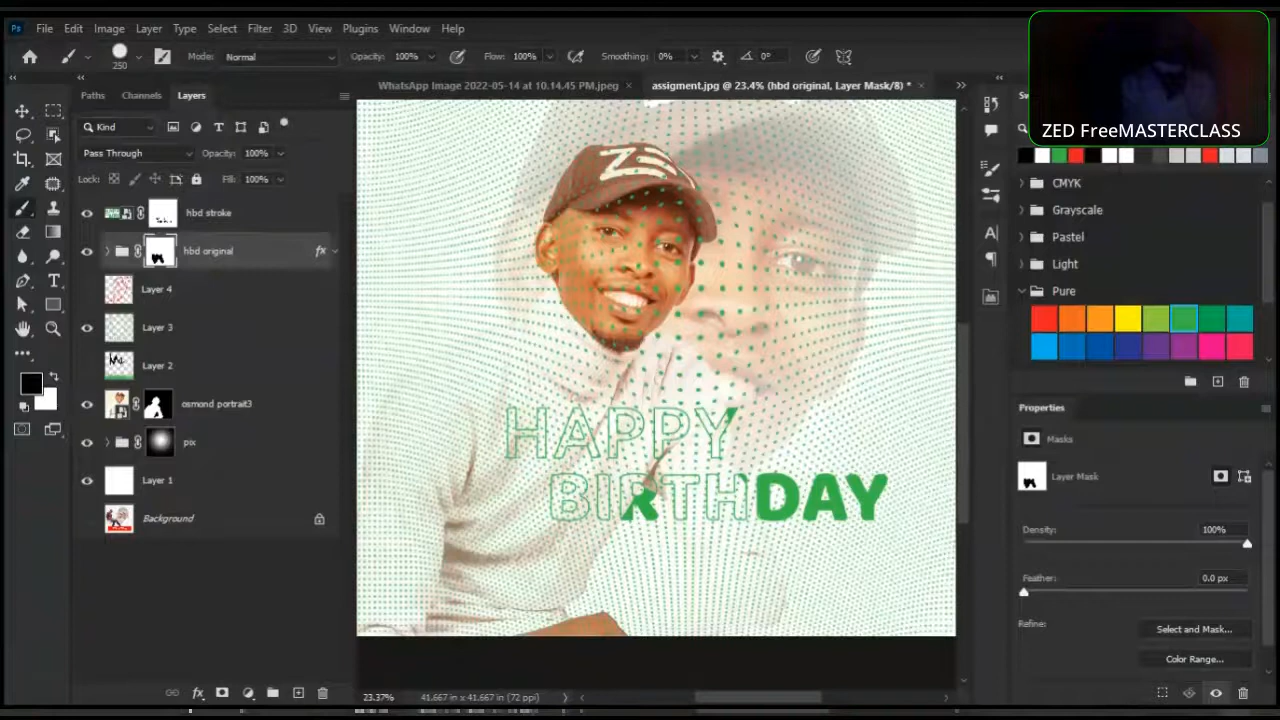 Ps File Edit Image Layer Type Select Filter 3D View Plugins Window Help
250 Mode: Normal Opacity: 100% Flow: 100% Smoothing: 0% 0°
ZED FreeMASTERCLASS
Paths Channels Layers
WhatsApp Image 2022-05-14 at 10.14.45 PM.jpeg × assigment.jpg @ 23.4% (hbd original, Layer Mask/8) * ×
Kind
Pass Through Opacity: 100%
Lock: Fill: 100%
hbd stroke
hbd original fx
Layer 4
Layer 3
Layer 2
osmond portrait3
pix
Layer 1
Background
HAPPY
BIRTHDAY
CMYK
Grayscale
Pastel
Light
Pure
Properties
Masks
Layer Mask
Density: 100%
Feather: 0.0 px
Refine:
Select and Mask...
Color Range...
23.37% 41.667 in x 41.667 in (72 ppi)